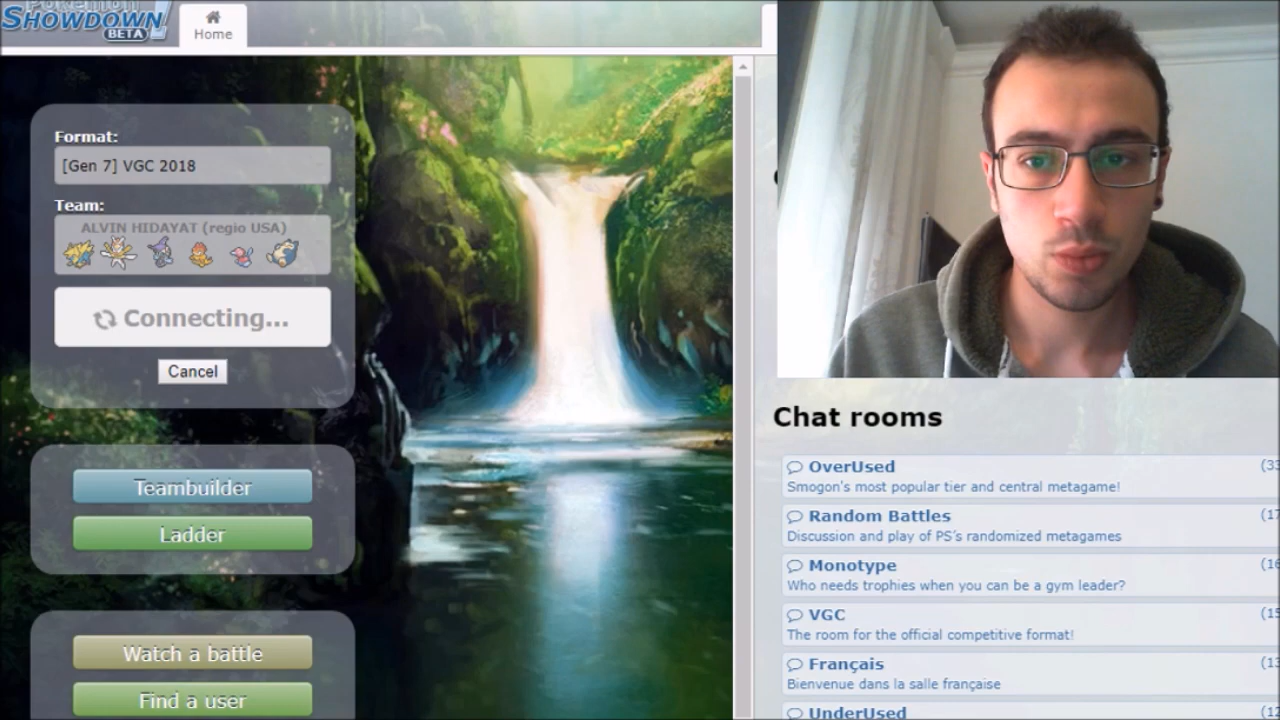 Pokémon
SHOWDOWN!
BETA
Home
Format:
[Gen 7] VGC 2018
Team:
ALVIN HIDAYAT (regio USA)
Connecting...
Cancel
Teambuilder
Ladder
Watch a battle
Find a user
Chat rooms
OverUsed
Smogon's most popular tier and central metagame!
Random Battles
Discussion and play of PS's randomized metagames
Monotype
Who needs trophies when you can be a gym leader?
VGC
The room for the official competitive format!
Français
Bienvenue dans la salle française
UnderUsed